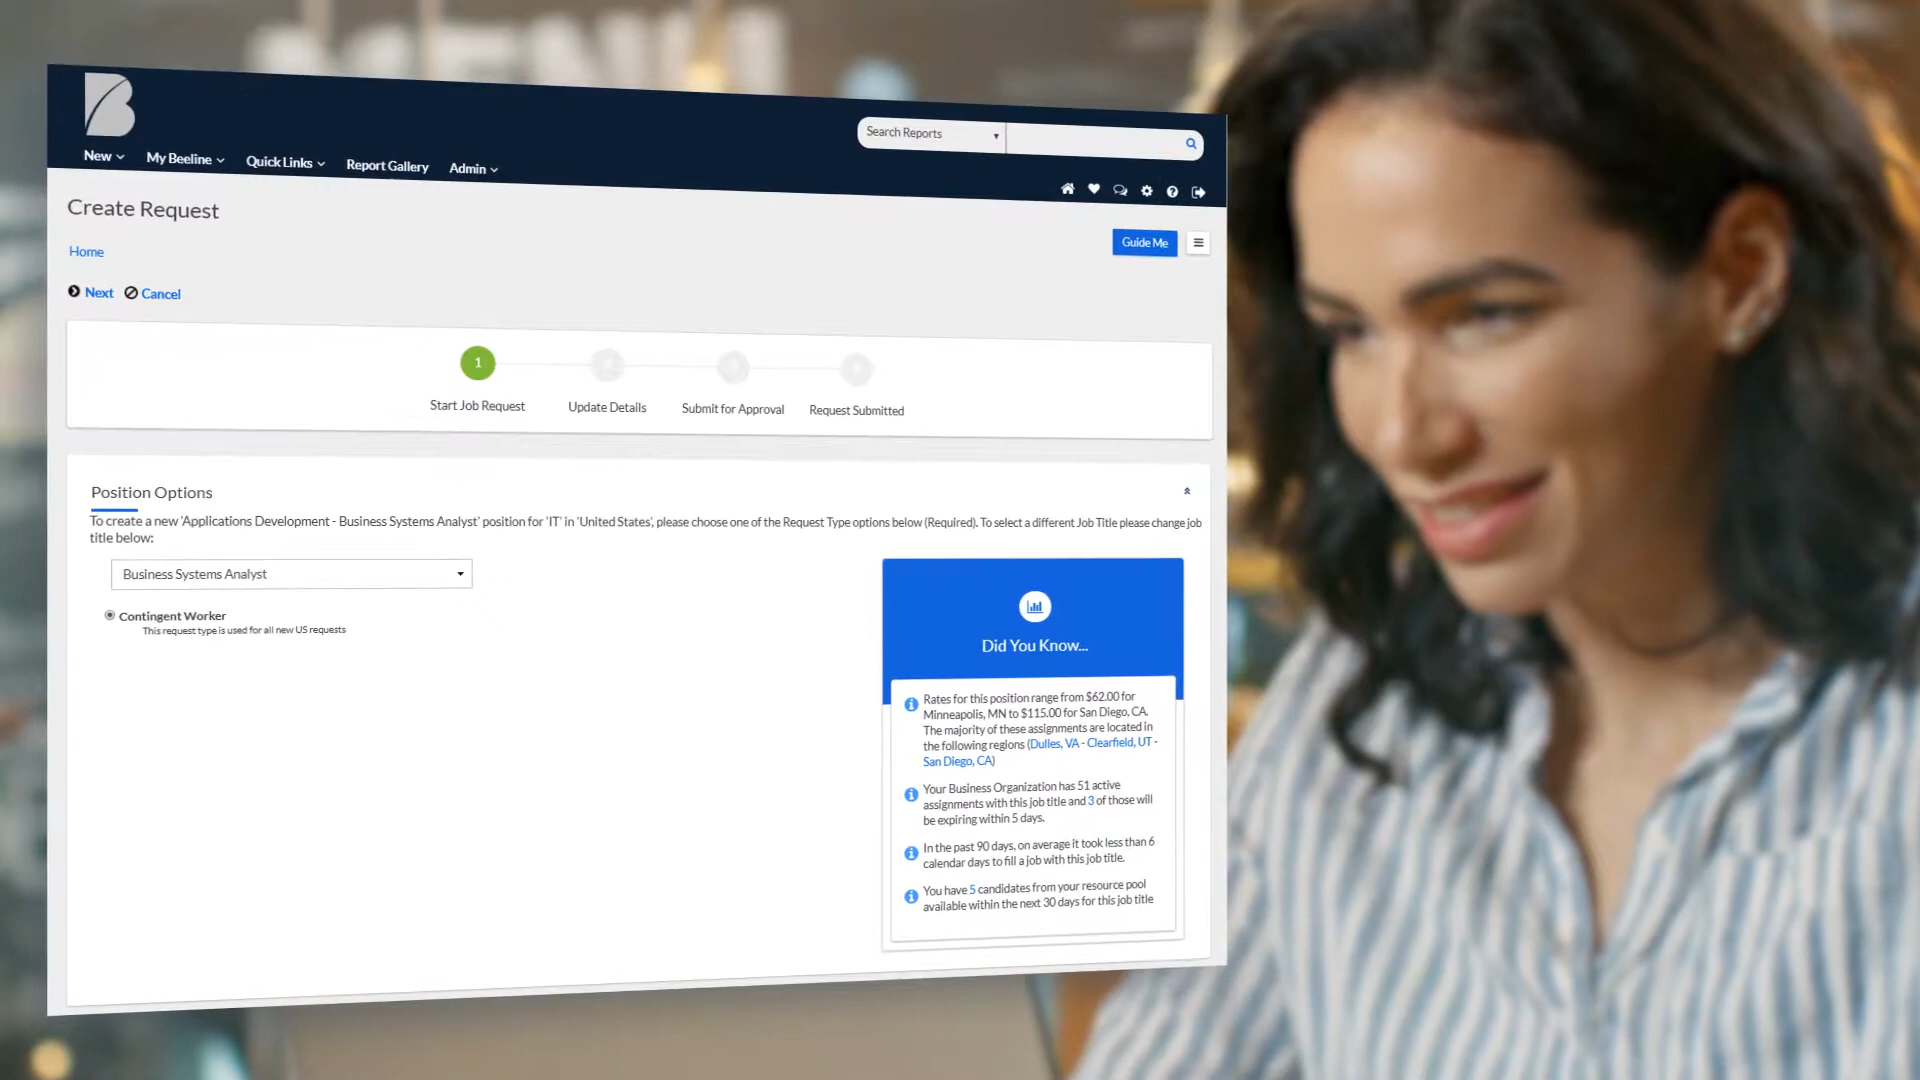 MENU
B
Search Reports
New
My Beeline
Quick Links
Report Gallery
Admin
Create Request
Guide Me
Home
Next
Cancel
1
Start Job Request
Update Details
Submit for Approval
Request Submitted
Position Options
To create a new 'Applications Development - Business Systems Analyst' position for 'IT' in 'United States', please choose one of the Request Type options below (Required). To select a different Job Title please change job
title below:
Business Systems Analyst
Contingent Worker
This request type is used for all new US requests
Did You Know...
Rates for this position range from $62.00 for
Minneapolis, MN to $115.00 for San Diego, CA.
The majority of these assignments are located in
the following regions (Dulles, VA - Clearfield, UT -
San Diego, CA)
Your Business Organization has 51 active
assignments with this job title and 3 of those will
be expiring within 5 days.
In the past 90 days, on average it took less than 6
calendar days to fill a job with this job title.
You have 5 candidates from your resource pool
available within the next 30 days for this job title